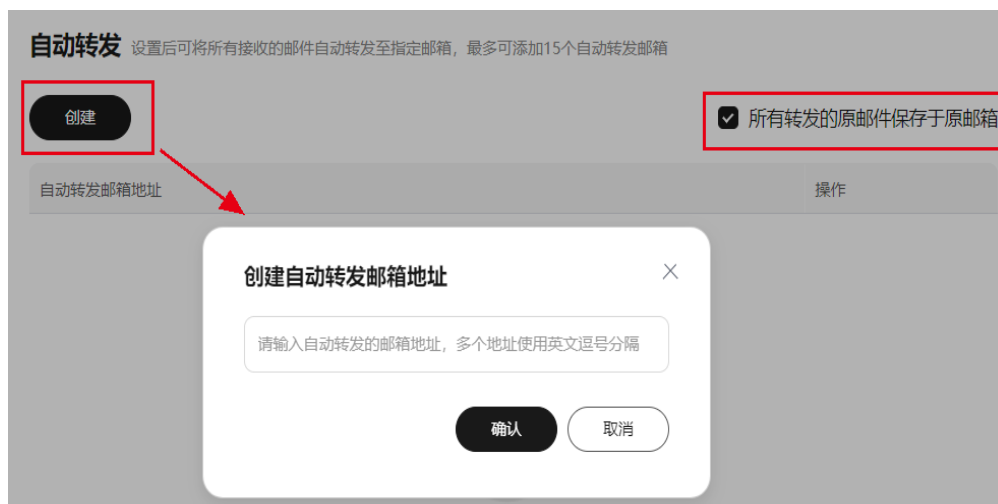 自动转发 设置后可将所有接收的邮件自动转发至指定邮箱，最多可添加15个自动转发邮箱
创建
所有转发的原邮件保存于原邮箱
自动转发邮箱地址 操作
创建自动转发邮箱地址
请输入自动转发的邮箱地址，多个地址使用英文逗号分隔
确认 取消